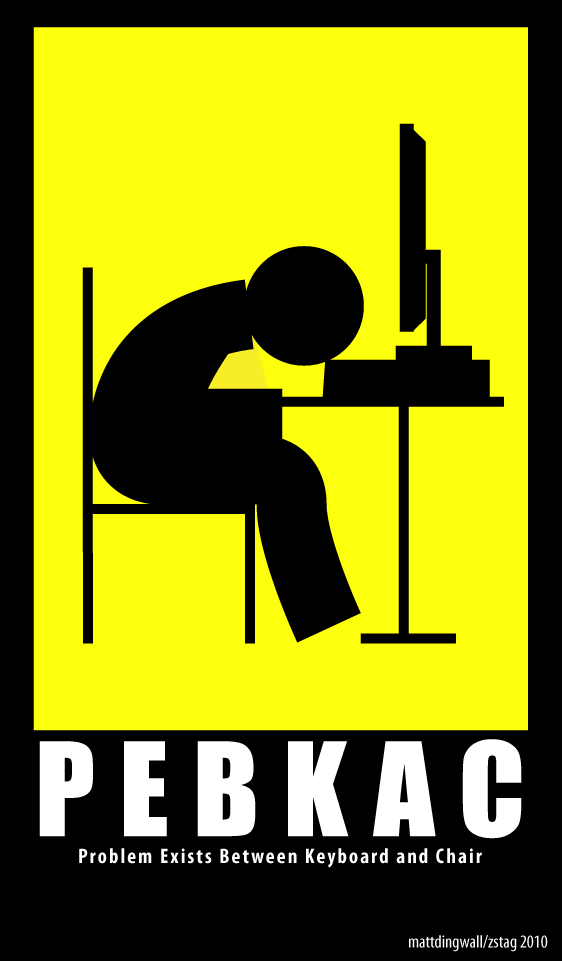 PEBKAC
Problem Exists Between Keyboard and Chair
mattdingwall/zstag 2010